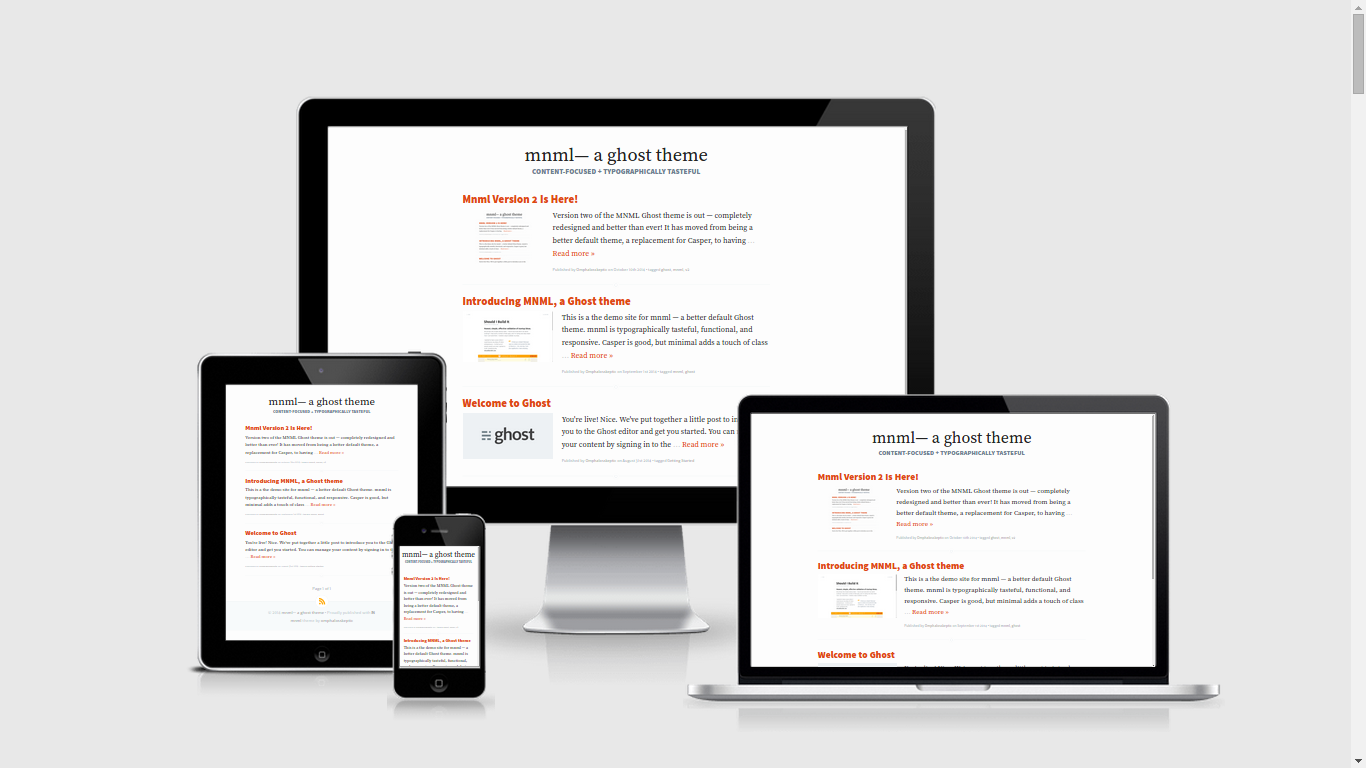 mnml— a ghost theme
CONTENT-FOCUSED + TYPOGRAPHICALLY TASTEFUL
Mnml Version 2 Is Here!
Version two of the MNML Ghost theme is out — completely
redesigned and better than ever! It has moved from being a
better default theme, a replacement for Casper, to having ...
Read more »
Introducing MNML, a Ghost theme
This is a the demo site for mnml — a better default Ghost
theme. mnml is typographically tasteful, functional, and
responsive. Casper is good, but minimal adds a touch of class
... Read more »
Welcome to Ghost
ghost
You're live! Nice. We've put together a little post to in
you to the Ghost editor and get you started. You can
your content by signing in to the ... Read more »
mnml— a ghost theme
CONTENT-FOCUSED + TYPOGRAPHICALLY TASTEFUL
Mnml Version 2 Is Here!
Version two of the MNML Ghost theme is out — completely redesigned and
better than ever! It has moved from being a better default theme, a
replacement for Casper, to having ... Read more »
Introducing MNML, a Ghost theme
This is a the demo site for mnml — a better default Ghost theme. mnml is
typographically tasteful, functional, and responsive. Casper is good, but
minimal adds a touch of class ... Read more »
Welcome to Ghost
You're live! Nice. We've put together a little post to introduce you to the
editor and get you started. You can manage your content by signing in to
... Read more »
Page 1 of 1
mnml— a ghost theme
CONTENT-FOCUSED + TYPOGRAPHICALLY TASTEFUL
Mnml Version 2 Is Here!
Version two of the MNML Ghost theme
is out — completely redesigned and
better than ever! It has moved from
being a better default theme, a
replacement for Casper, to having ...
Read more »
Introducing MNML, a Ghost theme
This is a the demo site for mnml — a
better default Ghost theme. mnml is
typographically tasteful, functional,
mnml— a ghost theme
CONTENT-FOCUSED + TYPOGRAPHICALLY TASTEFUL
Mnml Version 2 Is Here!
Version two of the MNML Ghost theme is out — completely
redesigned and better than ever! It has moved from being a
better default theme, a replacement for Casper, to having ...
Read more »
Introducing MNML, a Ghost theme
This is a the demo site for mnml — a better default Ghost
theme. mnml is typographically tasteful, functional, and
responsive. Casper is good, but minimal adds a touch of class
... Read more »
Welcome to Ghost